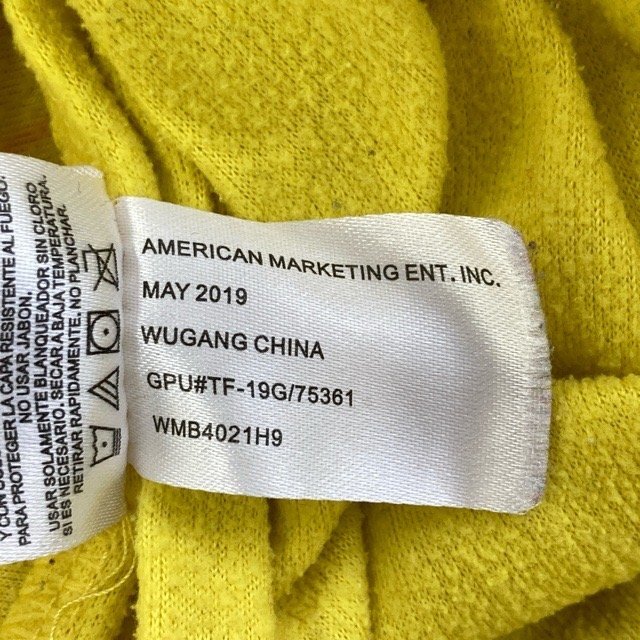 AMERICAN MARKETING ENT. INC.
MAY 2019
WUGANG CHINA
GPU#TF-19G/75361
WMB4021H9
PARA PROTEGER LA CAPA RESISTENTE AL FUEGO:
NO USAR JABON.
USAR SOLAMENTE BLANQUEADOR SIN CLORO
SI ES NECESARIO. SECAR A BAJA TEMPERATURA.
RETIRAR RAPIDAMENTE. NO PLANCHAR.